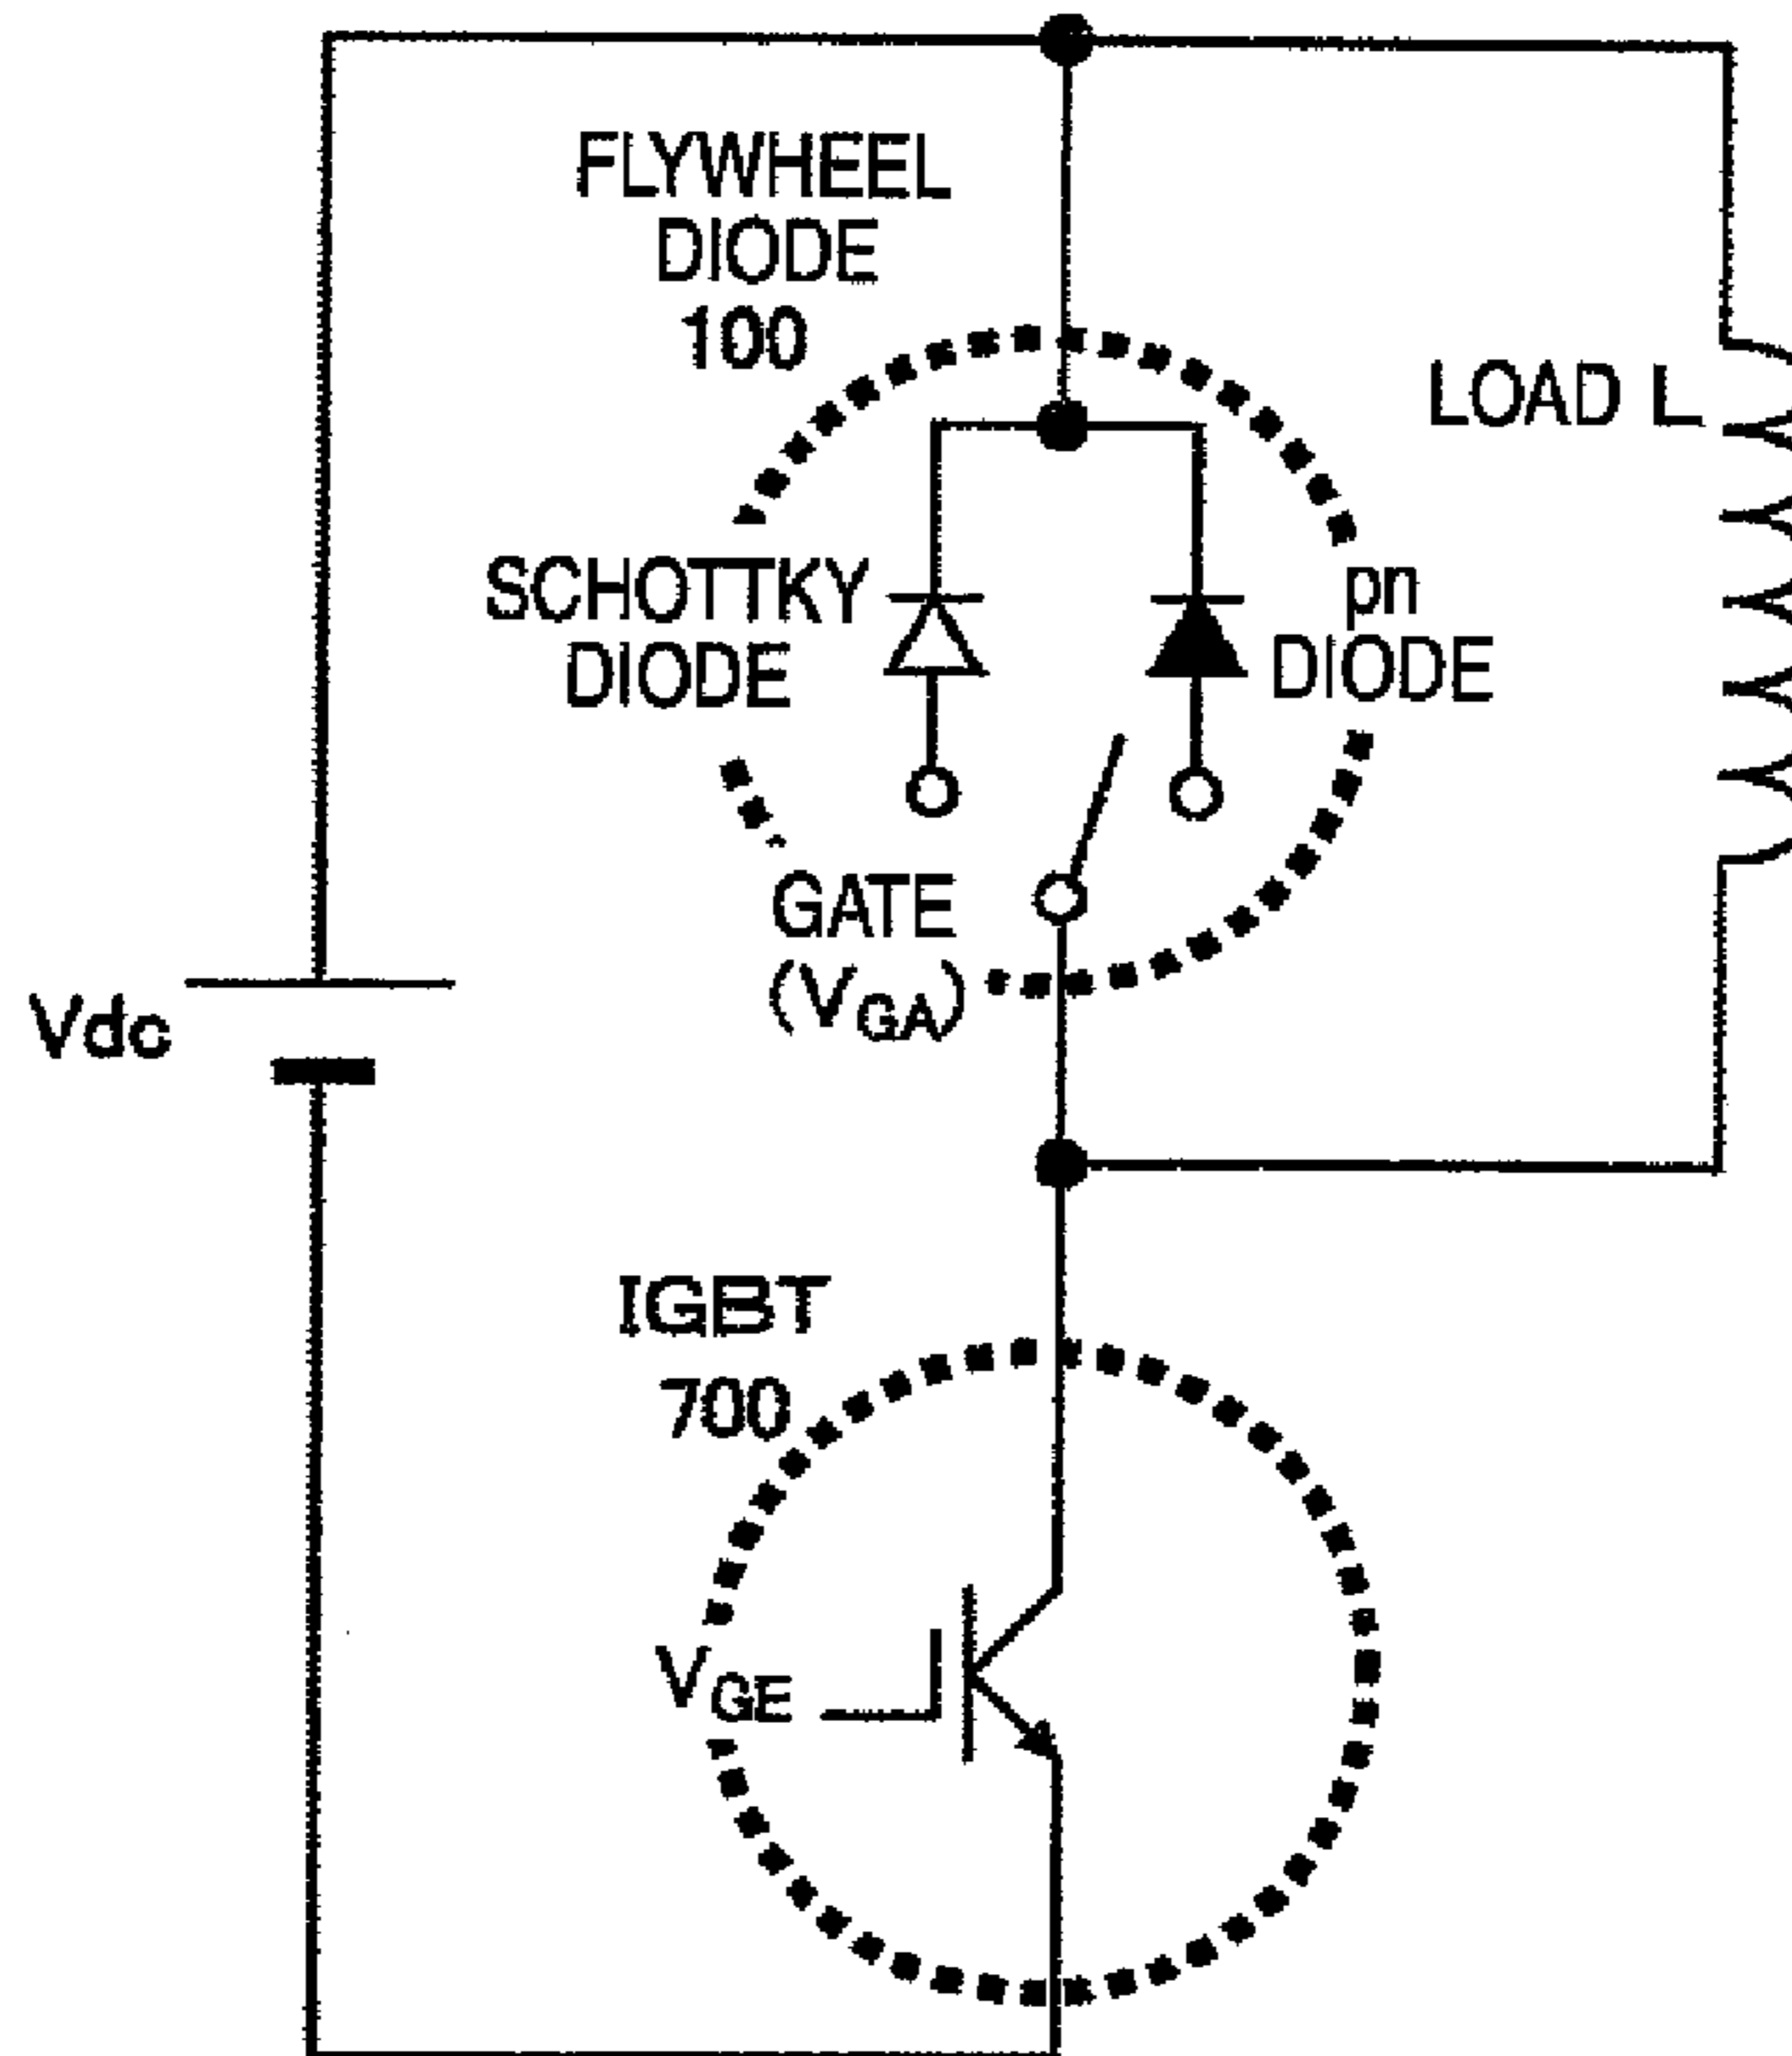 FLYWHEEL
DIODE
100
LOAD L
SCHOTTKY
DIODE
pn
DIODE
GATE
(VGA)
Vdc
IGBT
700
VGE